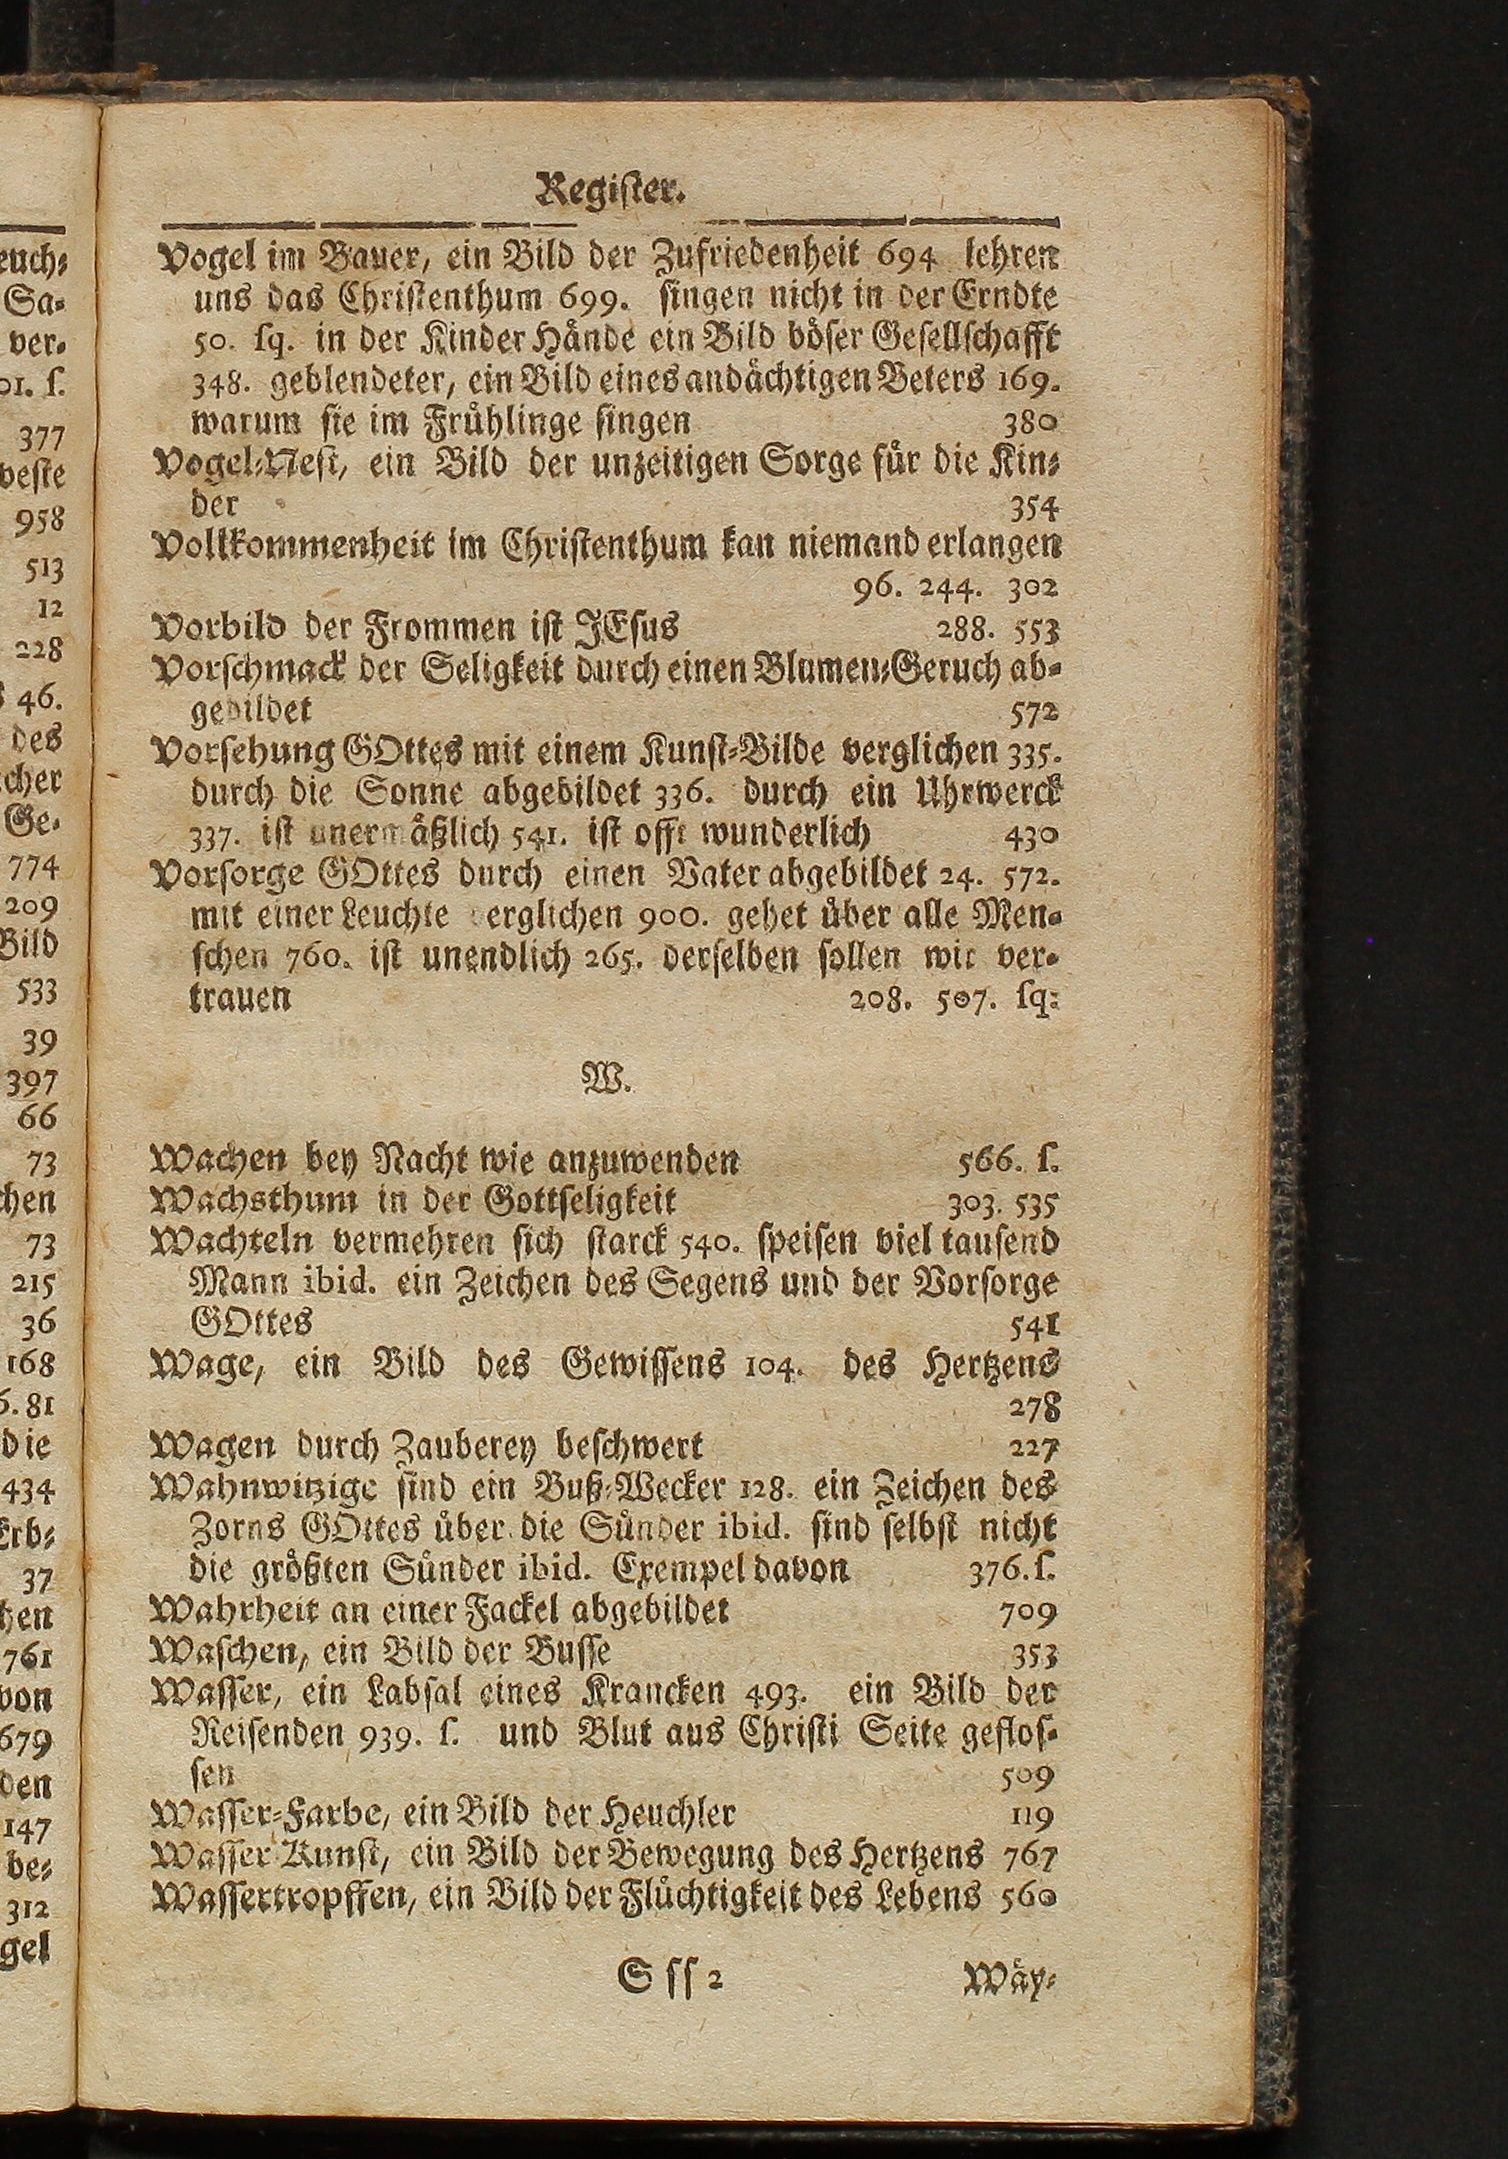 Regiſter.
Vogel im Bauer, ein Bild der Zufriedenheit 694 lehren
uns das Chriſtenthum 699. ſingen nicht in der Erndte
50. ſq. in der Kinder Hände ein Bild böſer Geſellſchafft
348. geblendeter, ein Bild eines andächtigen Beters 169.
warum ſie im Frühlinge ſingen 380
Vogel-Neſt, ein Bild der unzeitigen Sorge für die Kin-
der 354
Vollkommenheit im Chriſtenthum kan niemand erlangen
96. 244. 302
Vorbild der Frommen iſt JEſus 288. 553
Vorſchmack der Seligkeit durch einen Blumen-Geruch ab-
gebildet 572
Vorſehung GOttes mit einem Kunſt-Bilde verglichen 335.
durch die Sonne abgebildet 336. durch ein Uhrwerck
337. iſt unermäßlich 541. iſt offt wunderlich 430
Vorſorge GOttes durch einen Vater abgebildet 24. 572.
mit einer Leuchte verglichen 900. gehet über alle Men-
ſchen 760. iſt unendlich 265. derſelben ſollen wir ver-
trauen 208. 507. ſq.
W.
Wachen bey Nacht wie anzuwenden 566. ſ.
Wachsthum in der Gottſeligkeit 303. 535
Wachteln vermehren ſich ſtarck 540. ſpeiſen viel tauſend
Mann ibid. ein Zeichen des Segens und der Vorſorge
GOttes 541
Wage, ein Bild des Gewiſſens 104. des Hertzens
278
Wagen durch Zauberey beſchwert 227
Wahnwitzige ſind ein Buß-Wecker 128. ein Zeichen des
Zorns GOttes über die Sünder ibid. ſind ſelbſt nicht
die größten Sünder ibid. Exempel davon 376. ſ.
Wahrheit an einer Fackel abgebildet 709
Waſchen, ein Bild der Buſſe 353
Waſſer, ein Labſal eines Krancken 493. ein Bild der
Reiſenden 939. ſ. und Blut aus Chriſti Seite gefloſ-
ſen 509
Waſſer-Farbe, ein Bild der Heuchler 119
Waſſer Kunſt, ein Bild der Bewegung des Hertzens 767
Waſſertropffen, ein Bild der Flüchtigkeit des Lebens 560
S ſſ 2 Wäy-